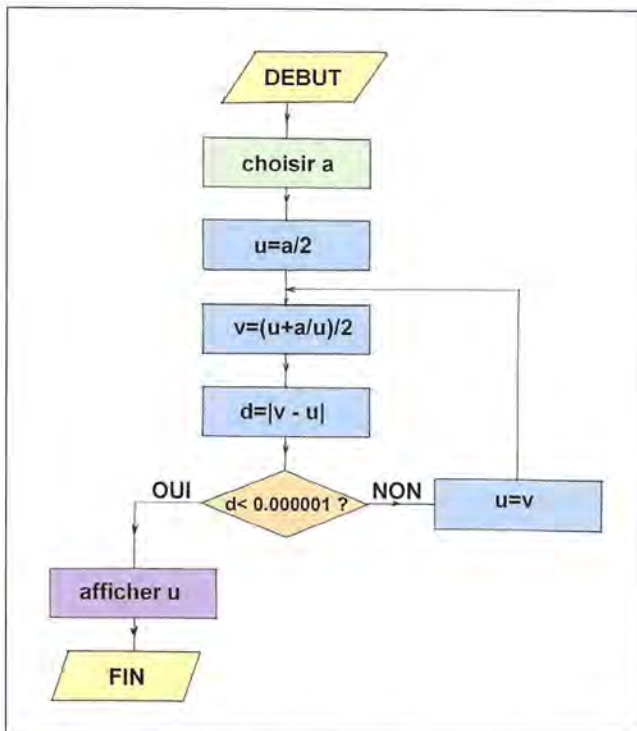 DEBUT
choisir a
u=a/2
v=(u+a/u)/2
d=|v - u|
OUI
d< 0.000001 ?
NON
u=v
afficher u
FIN